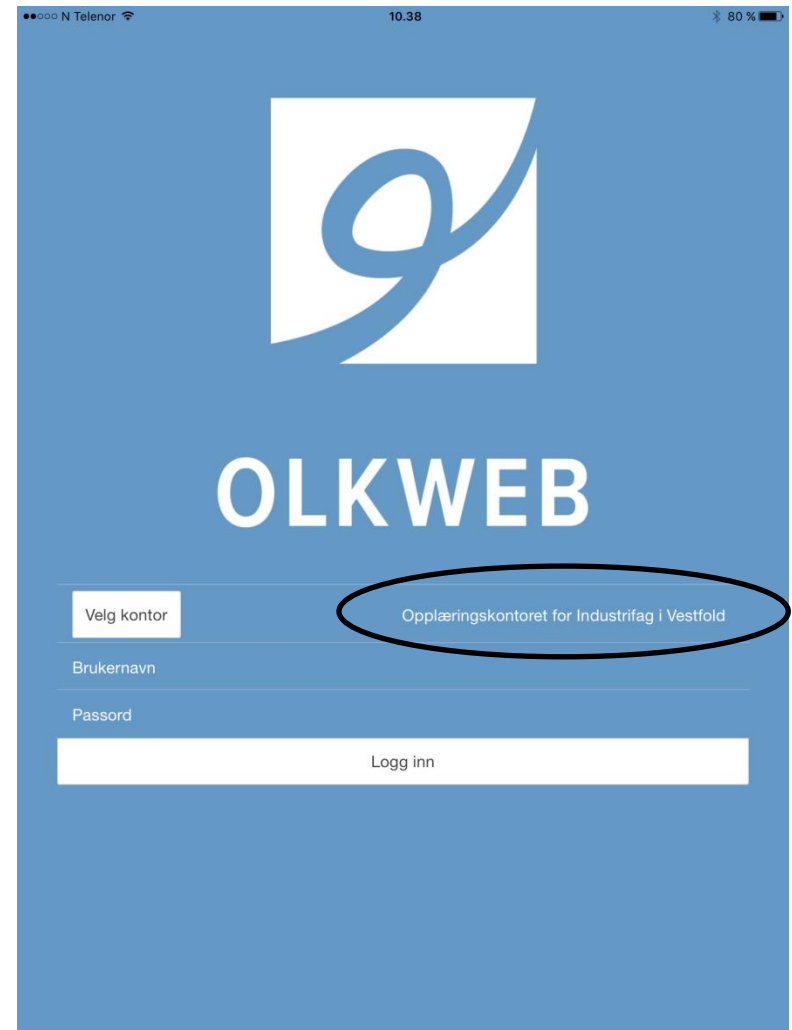 N Telenor 10.38 80 %
OLKWEB
Velg kontor Opplæringskontoret for Industrifag i Vestfold
Brukernavn
Passord
Logg inn